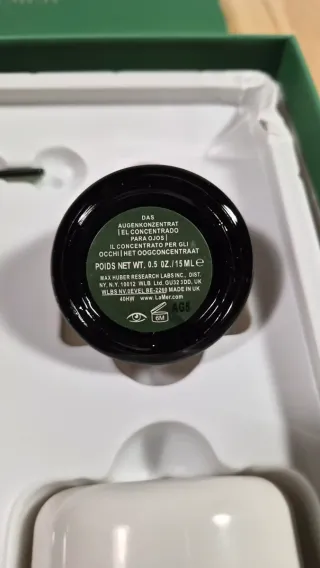 DAS
AUGENKONZENTRAT
| EL CONCENTRADO
PARA OJOS |
IL CONCENTRATO PER GLI
OCCHI | HET OOGCONCENTRAAT
POIDS NET WT. 0.5 OZ./15 ML ℮
MAX HUBER RESEARCH LABS INC., DIST.
NY, N.Y. 10012 WLB Ltd. GU32 3DD, UK
WLBS NV.OEVEL BE-2260 MADE IN UK
40HW www.LaMer.com
AG5
6M